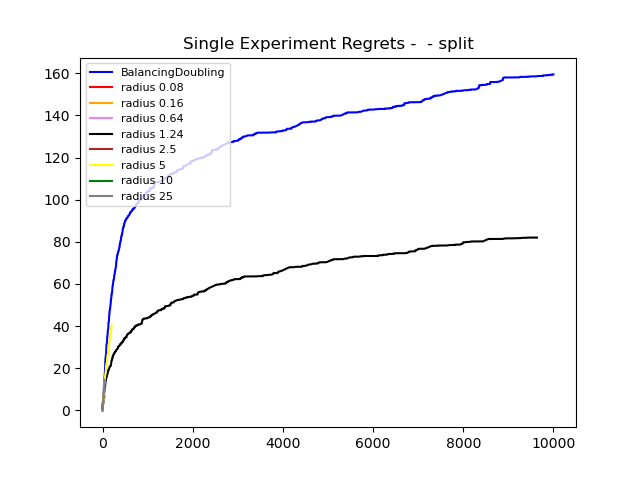 Single Experiment Regrets -  - split
BalancingDoubling
radius 0.08
radius 0.16
radius 0.64
radius 1.24
radius 2.5
radius 5
radius 10
radius 25
160
140
120
100
80
60
40
20
0
0 2000 4000 6000 8000 10000